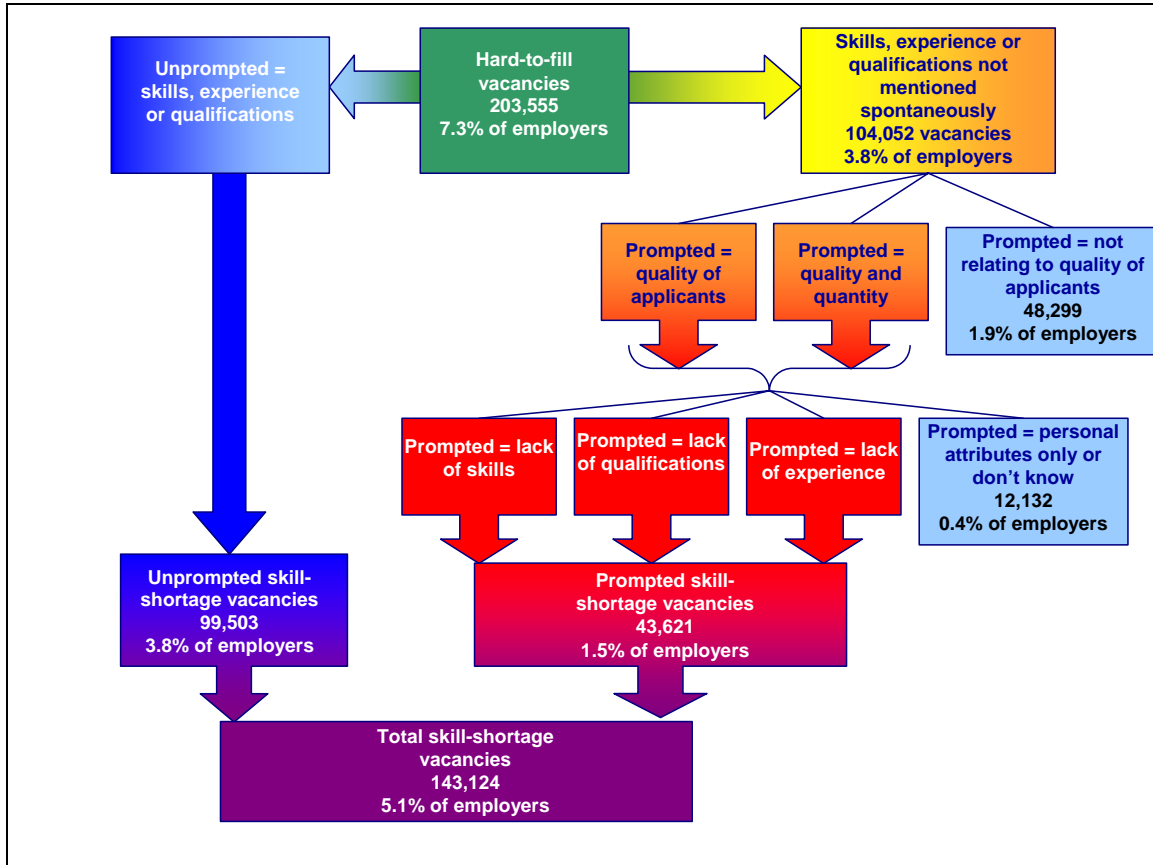 Unprompted =
skills, experience
or qualifications
Hard-to-fill
vacancies
203,555
7.3% of employers
Skills, experience or
qualifications not
mentioned
spontaneously
104,052 vacancies
3.8% of employers
Prompted =
quality of
applicants
Prompted =
quality and
quantity
Prompted = not
relating to quality of
applicants
48,299
1.9% of employers
Prompted = lack
of skills
Prompted = lack
of qualifications
Prompted = lack
of experience
Prompted = personal
attributes only or
don't know
12,132
0.4% of employers
Unprompted skill-
shortage vacancies
99,503
3.8% of employers
Prompted skill-
shortage vacancies
43,621
1.5% of employers
Total skill-shortage
vacancies
143,124
5.1% of employers